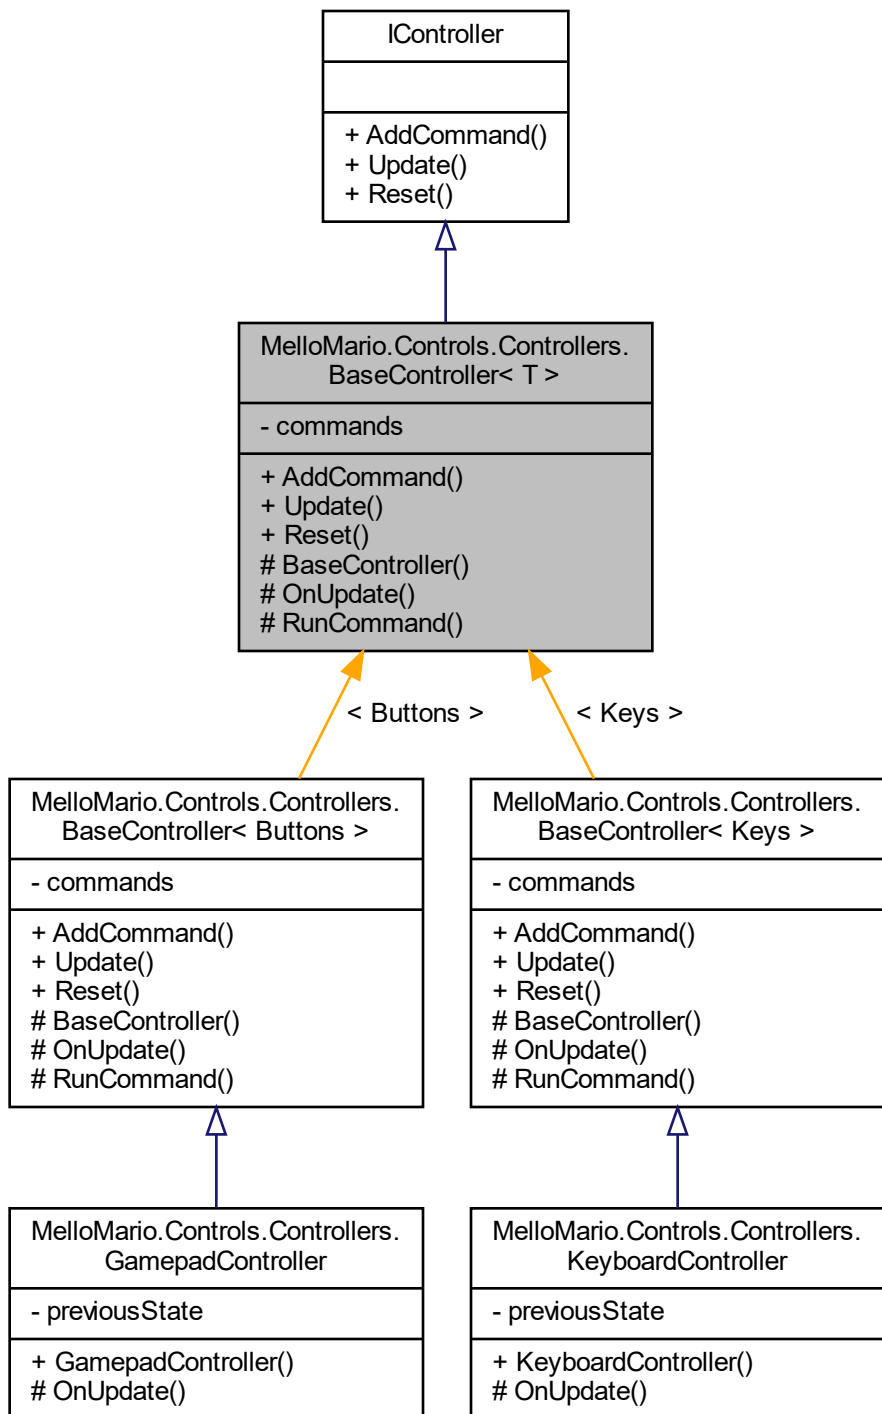 IController
+ AddCommand()
+ Update()
+ Reset()
MelloMario.Controls.Controllers.
BaseController< T >
- commands
+ AddCommand()
+ Update()
+ Reset()
# BaseController()
# OnUpdate()
# RunCommand()
< Buttons >
< Keys >
MelloMario.Controls.Controllers.
BaseController< Buttons >
- commands
+ AddCommand()
+ Update()
+ Reset()
# BaseController()
# OnUpdate()
# RunCommand()
MelloMario.Controls.Controllers.
BaseController< Keys >
- commands
+ AddCommand()
+ Update()
+ Reset()
# BaseController()
# OnUpdate()
# RunCommand()
MelloMario.Controls.Controllers.
GamepadController
- previousState
+ GamepadController()
# OnUpdate()
MelloMario.Controls.Controllers.
KeyboardController
- previousState
+ KeyboardController()
# OnUpdate()